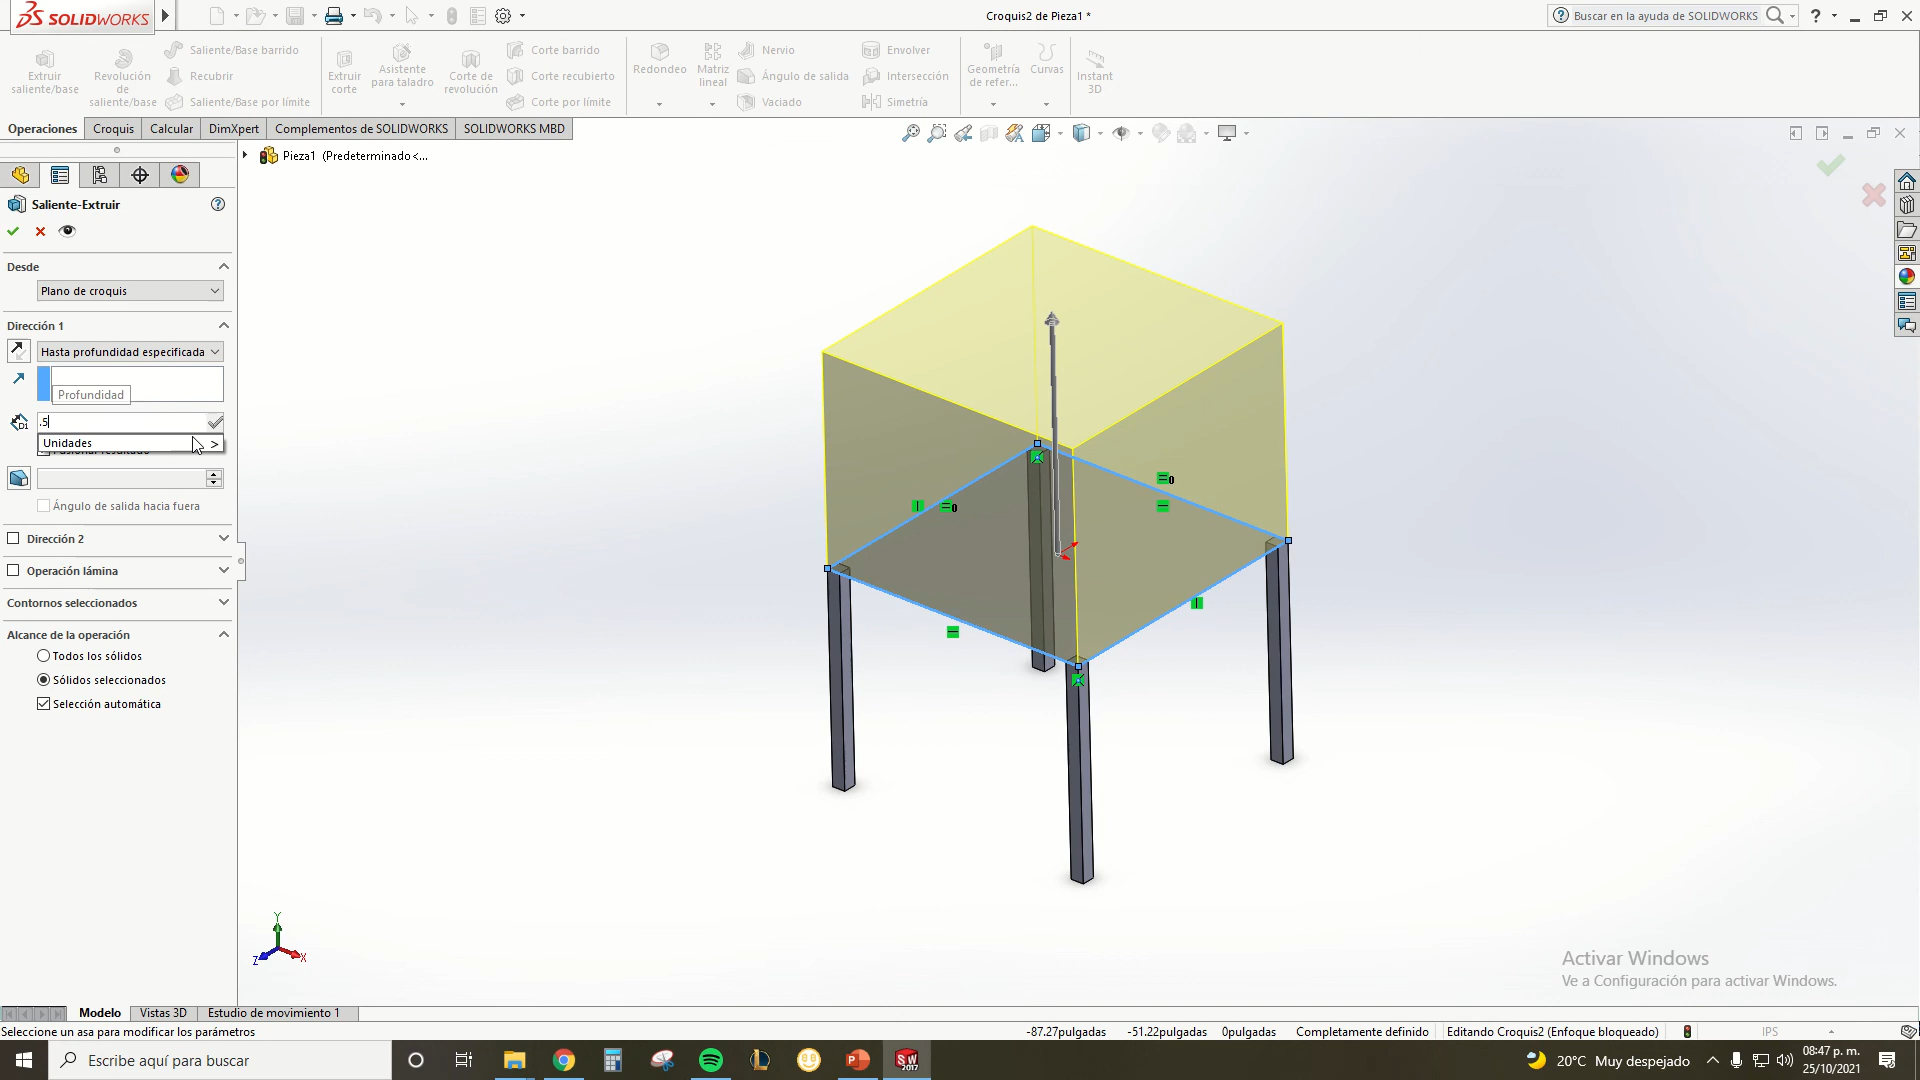 SOLIDWORKS
Croquis2 de Pieza1 *
Buscar en la ayuda de SOLIDWORKS
?
Extruir saliente/base
Revolución de saliente/base
Saliente/Base barrido
Recubrir
Saliente/Base por límite
Extruir corte
Asistente para taladro
Corte de revolución
Corte barrido
Corte recubierto
Corte por límite
Redondeo
Matriz lineal
Nervio
Ángulo de salida
Vaciado
Envolver
Intersección
Simetría
Geometría de refer...
Curvas
Instant 3D
Operaciones
Croquis
Calcular
DimXpert
Complementos de SOLIDWORKS
SOLIDWORKS MBD
Pieza1 (Predeterminado<...
Saliente-Extruir
Desde
Plano de croquis
Dirección 1
Hasta profundidad especificada
Profundidad
D1
.5
Unidades >
Ángulo de salida hacia fuera
Dirección 2
Operación lámina
Contornos seleccionados
Alcance de la operación
Todos los sólidos
Sólidos seleccionados
Selección automática
0
0
Y
Z
X
Activar Windows
Ve a Configuración para activar Windows.
Modelo
Vistas 3D
Estudio de movimiento 1
Seleccione un asa para modificar los parámetros
-87.27pulgadas
-51.22pulgadas
0pulgadas
Completamente definido
Editando Croquis2 (Enfoque bloqueado)
IPS
Escribe aquí para buscar
SW 2017
20°C Muy despejado
08:47 p. m.
25/10/2021